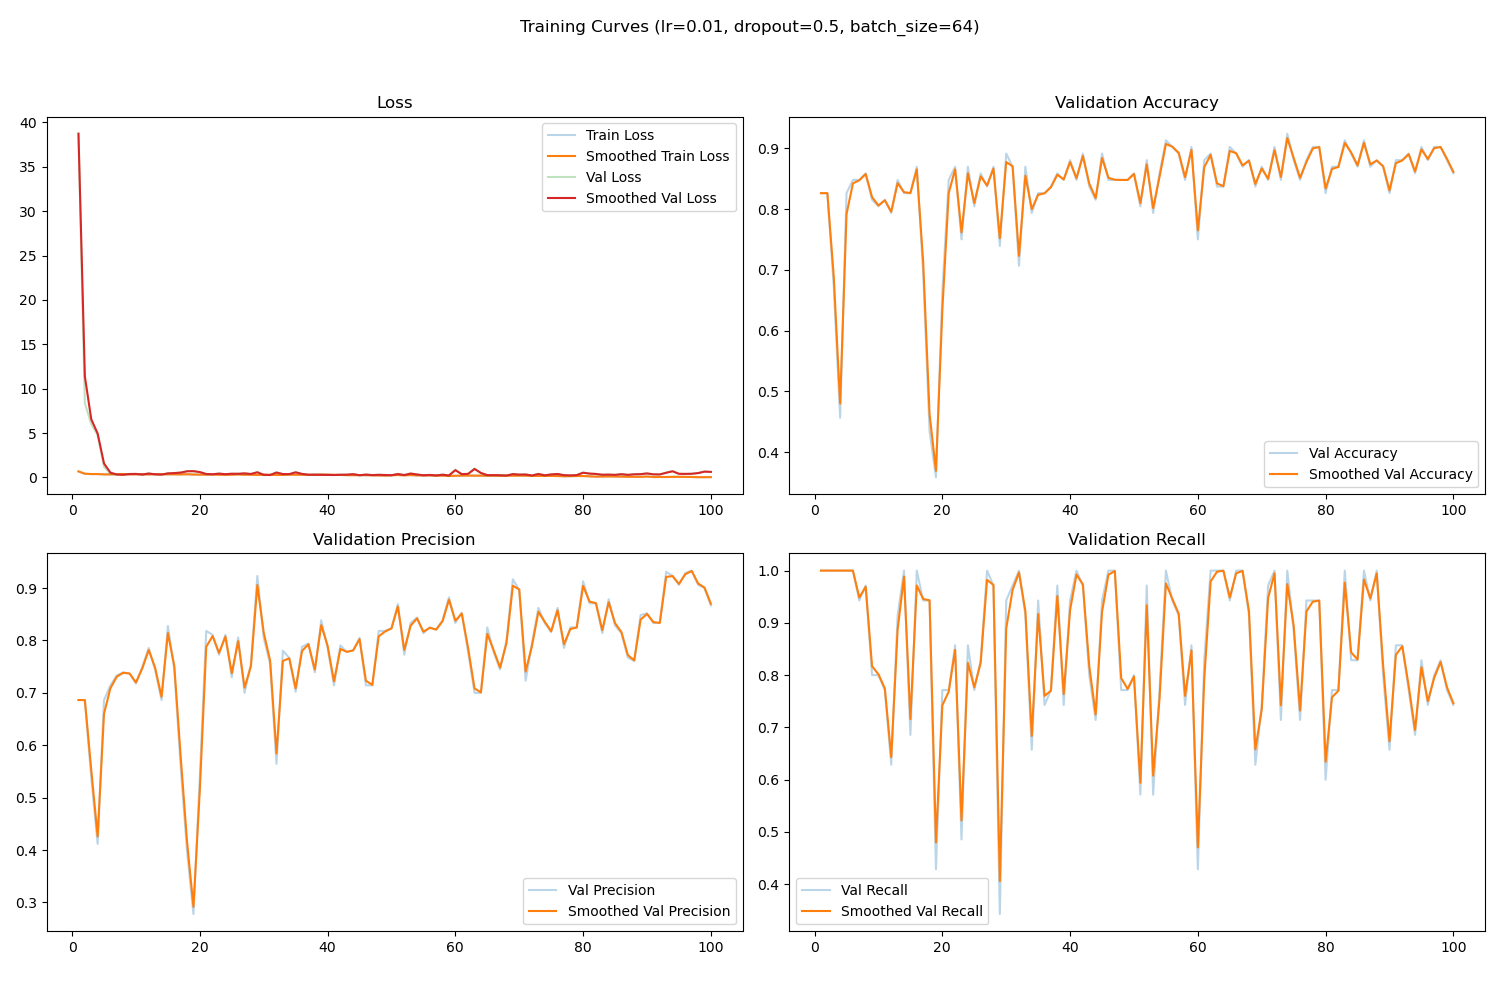 Training Curves (lr=0.01, dropout=0.5, batch_size=64)
Loss
40
35
30
25
20
15
10
5
0
0 20 40 60 80 100
Train Loss
Smoothed Train Loss
Val Loss
Smoothed Val Loss
Validation Accuracy
0.9
0.8
0.7
0.6
0.5
0.4
0 20 40 60 80 100
Val Accuracy
Smoothed Val Accuracy
Validation Precision
0.9
0.8
0.7
0.6
0.5
0.4
0.3
0 20 40 60 80 100
Val Precision
Smoothed Val Precision
Validation Recall
1.0
0.9
0.8
0.7
0.6
0.5
0.4
0 20 40 60 80 100
Val Recall
Smoothed Val Recall